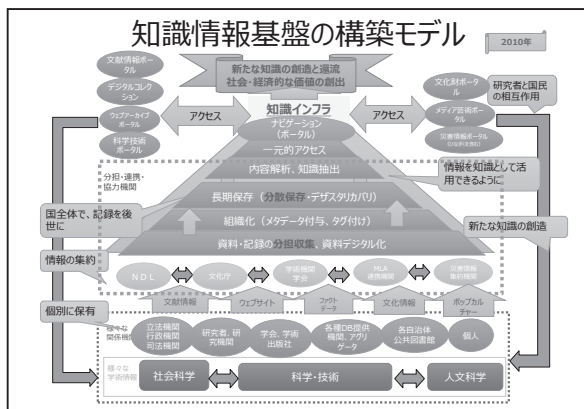 知識情報基盤の構築モデル
2010年
新たな知識の創造と還流
社会・経済的な価値の創出
文献情報ポー
タル
デジタルコレク
ション
ウェブアーカイブ
ポータル
科学技術
ポータル
アクセス
知識インフラ
ナビゲーション
（ポータル）
アクセス
文化財ポー
タル
メディア芸術ポー
タル
災害情報ポータル
研究者と国民
の相互作用
一元的アクセス
内容解析、知識抽出
情報を知識として活
用できるように
分担・連携・
協力機関
長期保存（分散保存・デザスタリカバリ）
国全体で、記録を後
世に
組織化（メタデータ付与、タグ付け）
新たな知識の創造
資料・記録の分担収集、資料デジタル化
情報の集約
ＮＤＬ
文化庁
学術機関
学会
MLA
連携機関
災害情報
集約機関
文献情報
ウェブサイト
ファクト
データ
文化情報
ポップカル
チャー
個別に保有
様々な
関係機関
立法機関
行政機関
司法機関
研究者、研
究機関
学会、学術
出版社
各種DB提供
機関、アグリ
ゲータ
各自治体
公共図書館
個人
様々な
学術情報
社会科学
科学・技術
人文科学